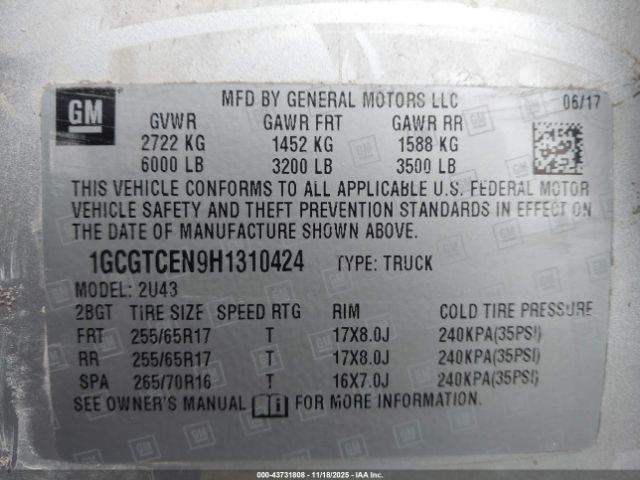 GM
MFD BY GENERAL MOTORS LLC 06/17
GVWR GAWR FRT GAWR RR
2722 KG 1452 KG 1588 KG
6000 LB 3200 LB 3500 LB
THIS VEHICLE CONFORMS TO ALL APPLICABLE U.S. FEDERAL MOTOR
VEHICLE SAFETY AND THEFT PREVENTION STANDARDS IN EFFECT ON
THE DATE OF MANUFACTURE SHOWN ABOVE.
1GCGTCEN9H1310424 TYPE: TRUCK
MODEL: 2U43
2BGT TIRE SIZE SPEED RTG RIM COLD TIRE PRESSURE
FRT 255/65R17 T 17X8.0J 240KPA(35PSI)
RR 255/65R17 T 17X8.0J 240KPA(35PSI)
SPA 265/70R16 T 16X7.0J 240KPA(35PSI)
SEE OWNER'S MANUAL FOR MORE INFORMATION.
000-43731808 - 11/18/2025 - IAA Inc.